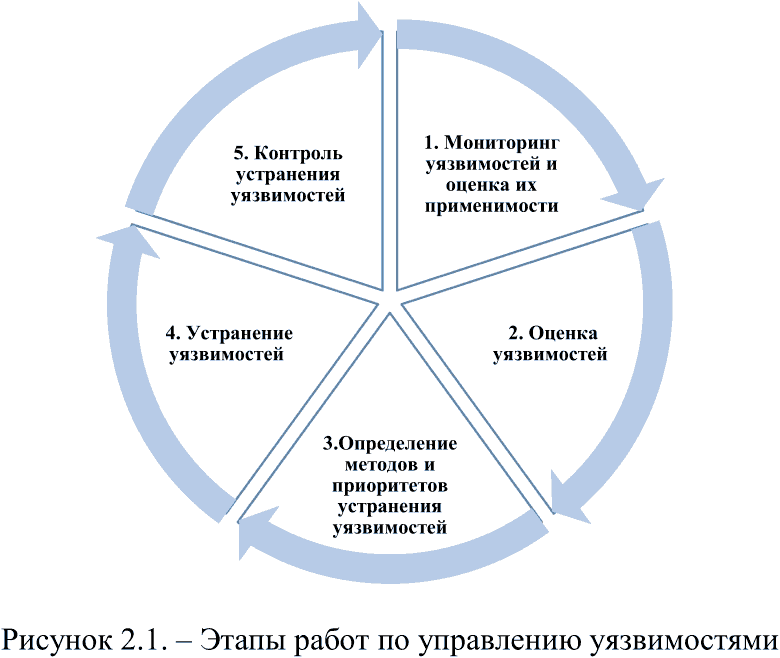 1. Мониторинг
уязвимостей и
оценка их
применимости
2. Оценка
уязвимостей
3.Определение
методов и
приоритетов
устранения
уязвимостей
4. Устранение
уязвимостей
5. Контроль
устранения
уязвимостей
Рисунок 2.1. – Этапы работ по управлению уязвимостями